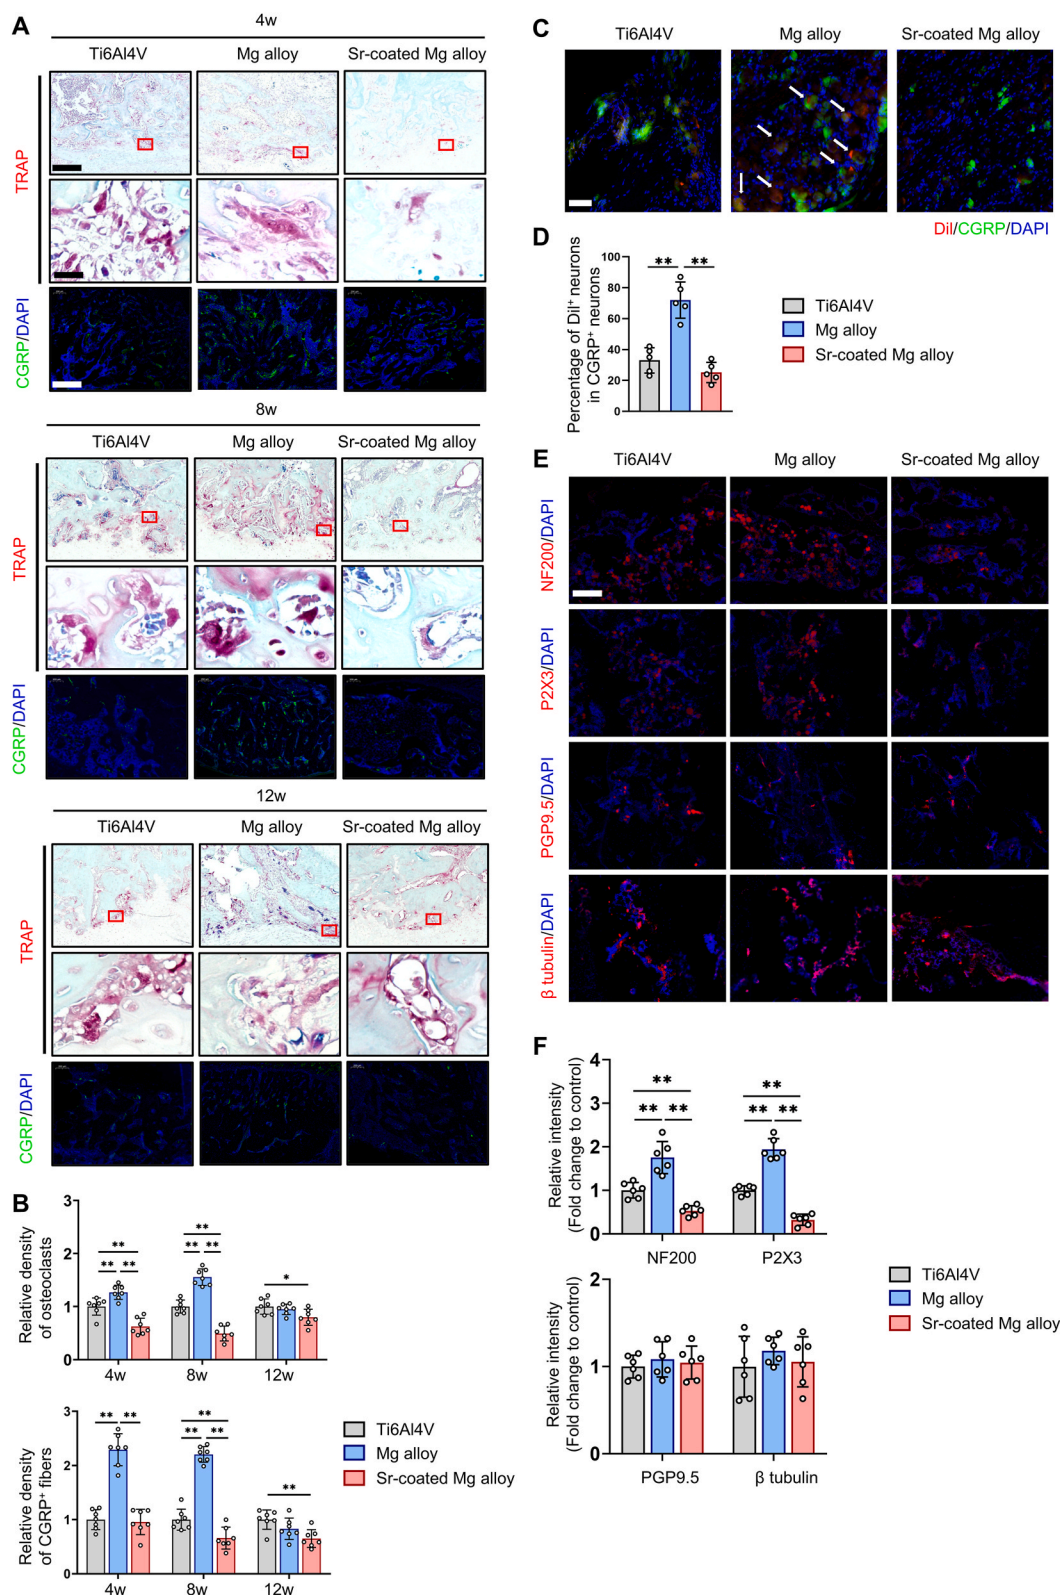 A
4w
Ti6Al4V
Mg alloy
Sr-coated Mg alloy
TRAP
CGRP/DAPI
8w
Ti6Al4V
Mg alloy
Sr-coated Mg alloy
TRAP
CGRP/DAPI
12w
Ti6Al4V
Mg alloy
Sr-coated Mg alloy
TRAP
CGRP/DAPI
B
Relative density
of osteoclasts
3
2
1
0
** ** **
** ** **
*
4w
8w
12w
Relative density
of CGRP+ fibers
3
2
1
0
** **
** ** **
**
4w
8w
12w
Ti6Al4V
Mg alloy
Sr-coated Mg alloy
C
Ti6Al4V
Mg alloy
Sr-coated Mg alloy
DiI/CGRP/DAPI
D
Percentage of DiI+ neurons
in CGRP+ neurons
100
80
60
40
20
0
** **
Ti6Al4V
Mg alloy
Sr-coated Mg alloy
E
Ti6Al4V
Mg alloy
Sr-coated Mg alloy
NF200/DAPI
P2X3/DAPI
PGP9.5/DAPI
β tubulin/DAPI
F
Relative intensity
(Fold change to control)
4
3
2
1
0
** ** **
** ** **
NF200
P2X3
Relative intensity
(Fold change to control)
2
1
0
PGP9.5
β tubulin
Ti6Al4V
Mg alloy
Sr-coated Mg alloy